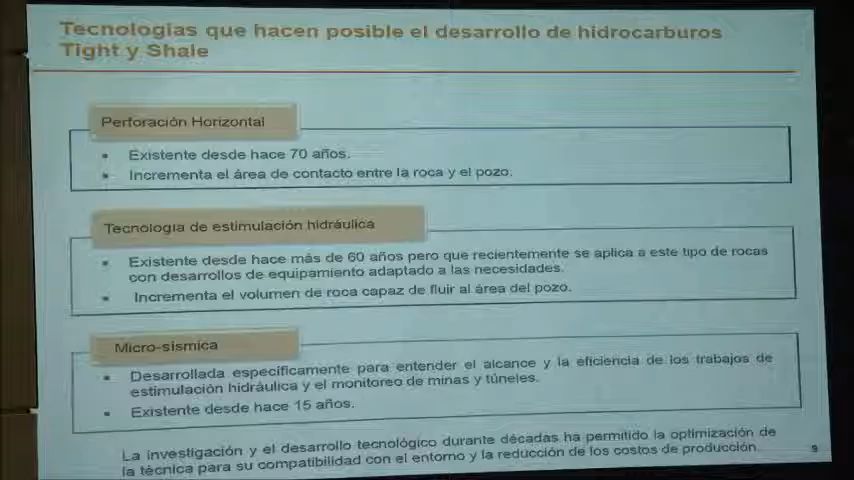 Tecnologías que hacen posible el desarrollo de hidrocarburos
Tight y Shale
Perforación Horizontal
Existente desde hace 70 años.
Incrementa el área de contacto entre la roca y el pozo.
Tecnología de estimulación hidráulica
Existente desde hace más de 60 años pero que recientemente se aplica a este tipo de rocas
con desarrollos de equipamiento adaptado a las necesidades.
Incrementa el volumen de roca capaz de fluir al área del pozo.
Micro-sísmica
Desarrollada específicamente para entender el alcance y la eficiencia de los trabajos de
estimulación hidráulica y el monitoreo de minas y túneles.
Existente desde hace 15 años.
La investigación y el desarrollo tecnológico durante décadas ha permitido la optimización de
la técnica para su compatibilidad con el entorno y la reducción de los costos de producción.
9